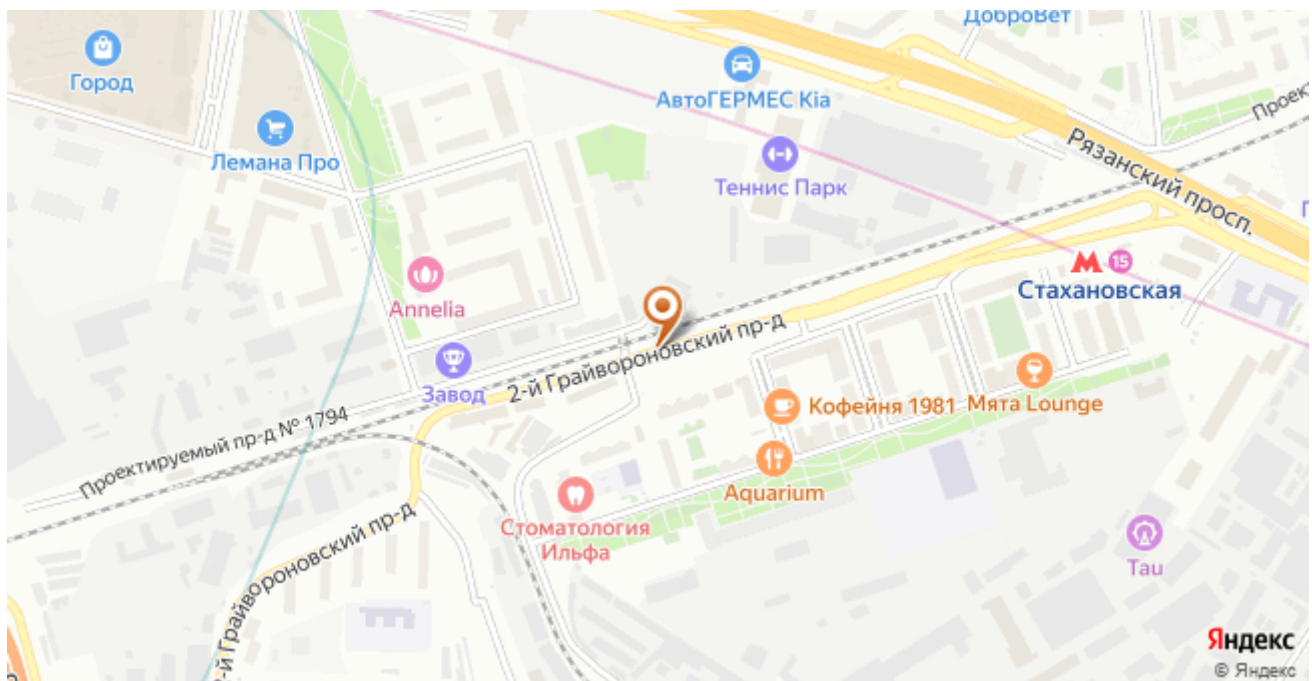 ДоброВет
Город
АвтоГЕРМЕС Kia
Лемана Про
Теннис Парк
Рязанский просп.
15
Стахановская
Annelia
2-й Грайвороновский пр-д
Завод
Кофейня 1981
Мята Lounge
Проектируемый пр-д № 1794
Aquarium
Стоматология
Ильфа
2-й Грайвороновский пр-д
Tau
Яндекс
© Яндекс